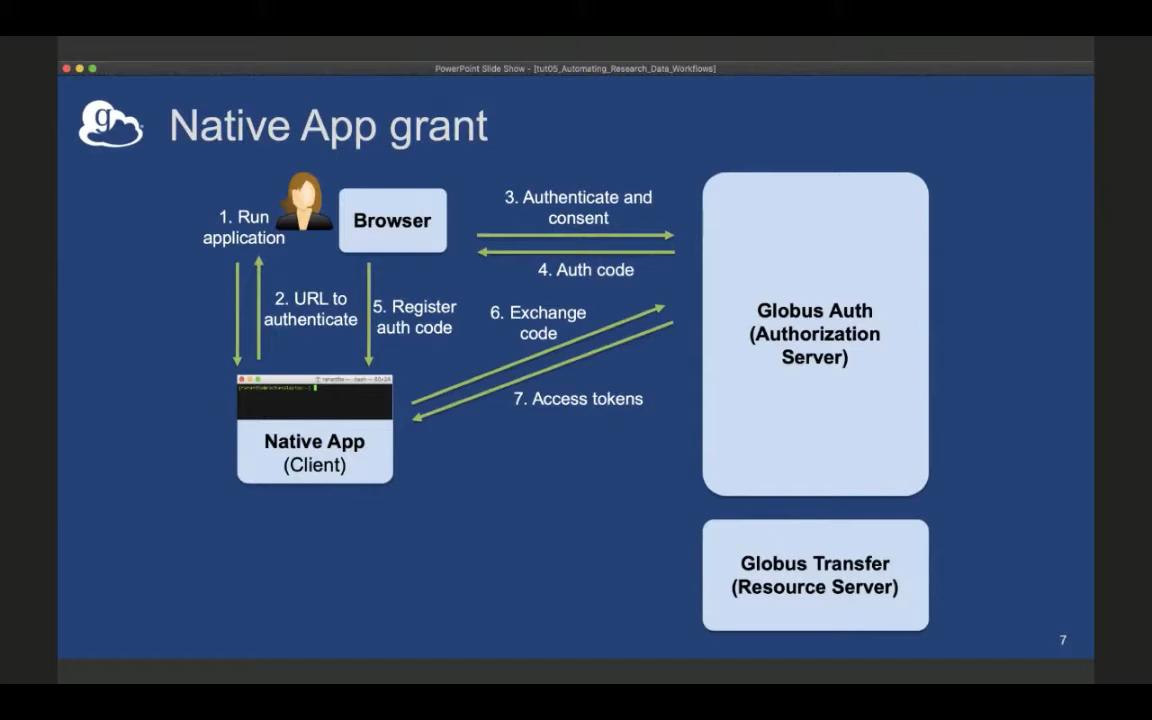 PowerPoint Slide Show - [tut05_Automating_Research_Data_Workflows]
g
Native App grant
1. Run
application
Browser
3. Authenticate and
consent
4. Auth code
2. URL to
authenticate
5. Register
auth code
6. Exchange
code
7. Access tokens
Globus Auth
(Authorization
Server)
Native App
(Client)
Globus Transfer
(Resource Server)
7